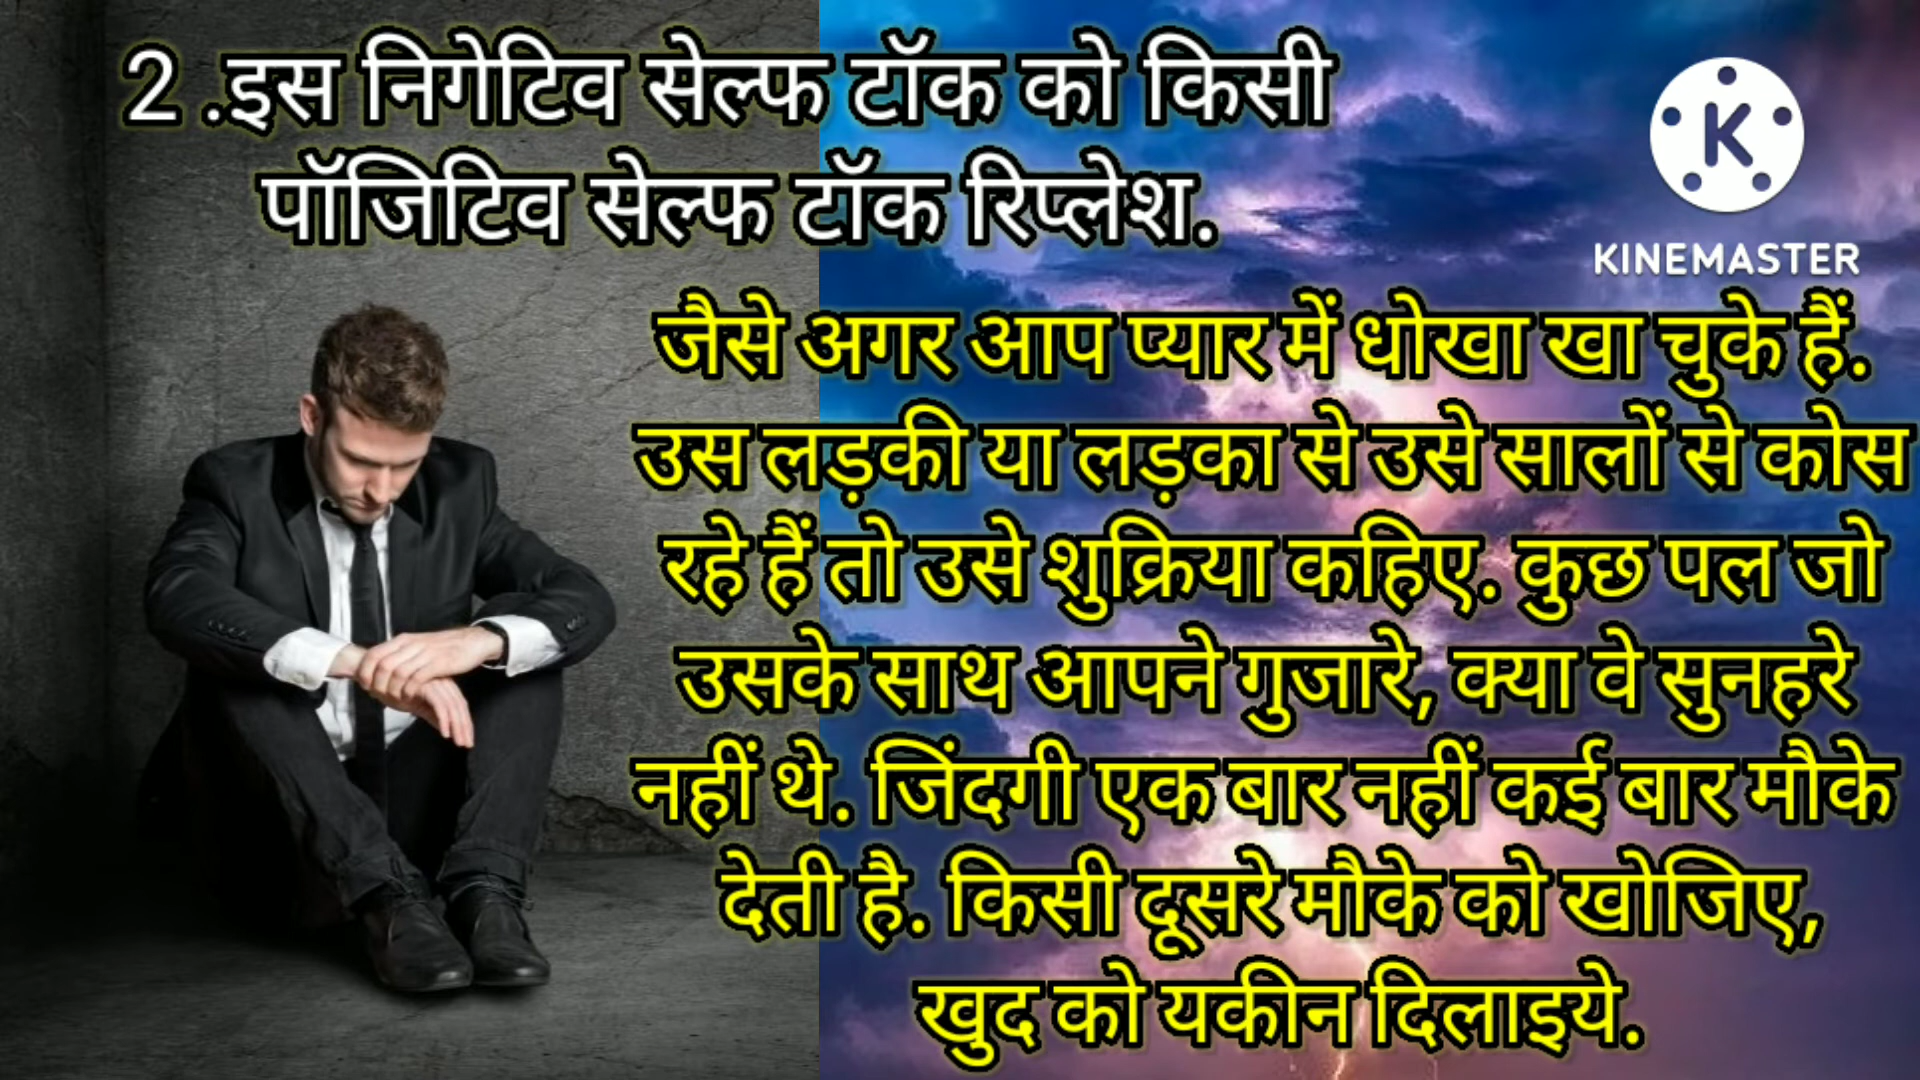 2 .इस निगेटिव सेल्फ टॉक को किसी
पॉजिटिव सेल्फ टॉक रिप्लेश.
KINEMASTER
जैसे अगर आप प्यार में धोखा खा चुके हैं.
उस लड़की या लड़का से उसे सालों से कोस
रहे हैं तो उसे शुक्रिया कहिए. कुछ पल जो
उसके साथ आपने गुजारे, क्या वे सुनहरे
नहीं थे. जिंदगी एक बार नहीं कई बार मौके
देती है. किसी दूसरे मौके को खोजिए,
खुद को यकीन दिलाइये.